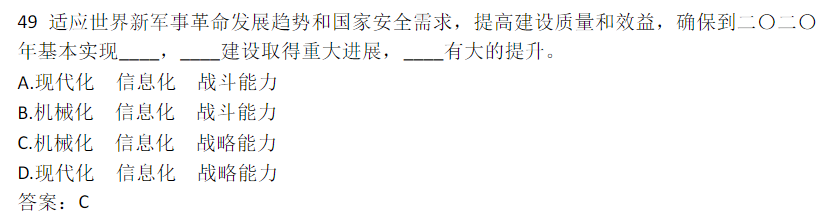 49 适应世界新军事革命发展趋势和国家安全需求，提高建设质量和效益，确保到二〇二〇
年基本实现____，____建设取得重大进展，____有大的提升。
A.现代化 信息化 战斗能力
B.机械化 信息化 战斗能力
C.机械化 信息化 战略能力
D.现代化 信息化 战略能力
答案：C